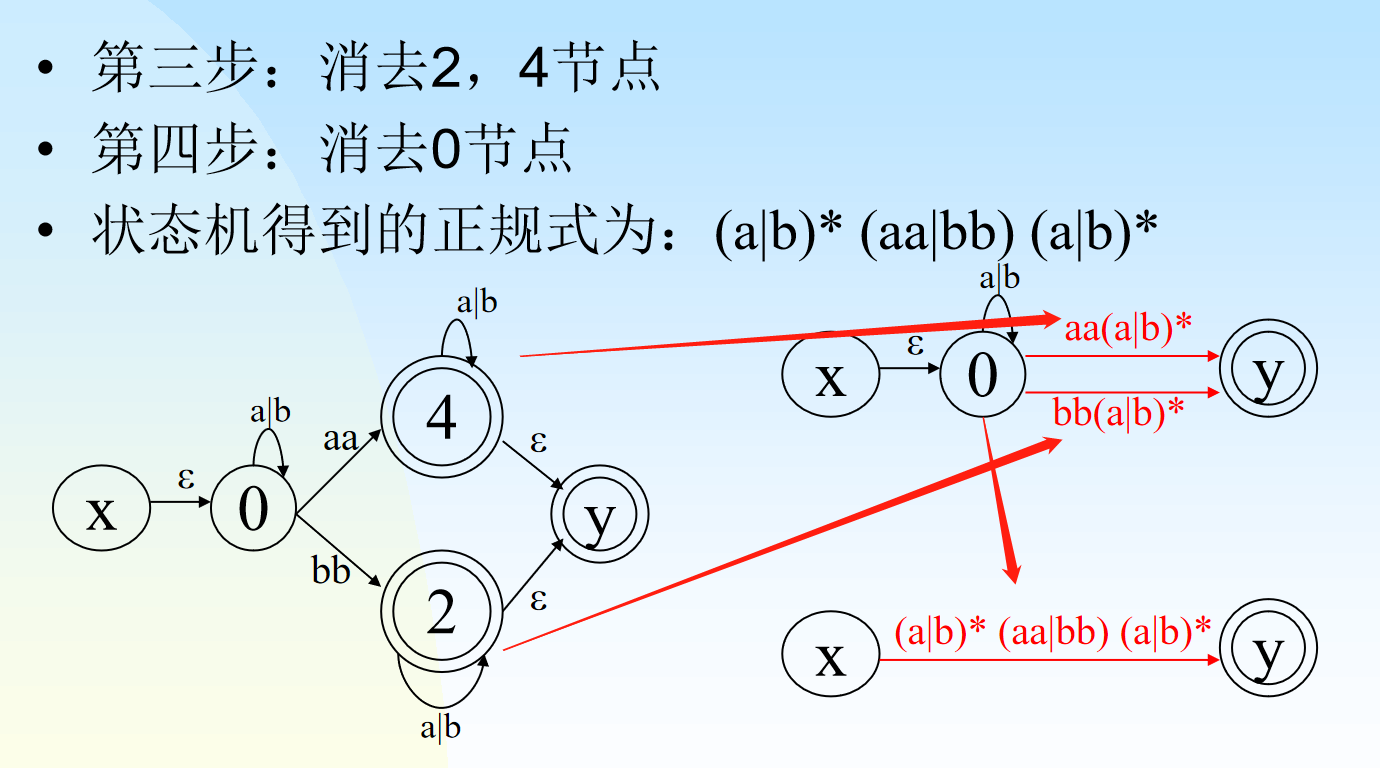 • 第三步：消去2，4节点
• 第四步：消去0节点
• 状态机得到的正规式为：(a|b)* (aa|bb) (a|b)*
a|b
4
a|b
aa
ε
x
ε
0
y
bb
2
ε
a|b
a|b
x
ε
0
aa(a|b)*
bb(a|b)*
y
x
(a|b)* (aa|bb) (a|b)*
y